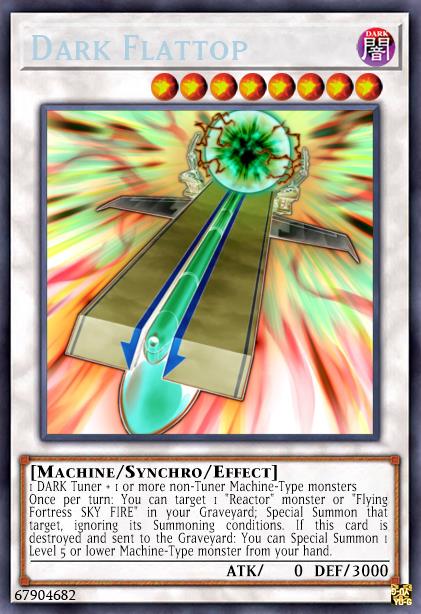 DARK FLATTOP
DARK
闇
[MACHINE/SYNCHRO/EFFECT]
1 DARK Tuner + 1 or more non-Tuner Machine-Type monsters
Once per turn: You can target 1 "Reactor" monster or "Flying
Fortress SKY FIRE" in your Graveyard; Special Summon that
target, ignoring its Summoning conditions. If this card is
destroyed and sent to the Graveyard: You can Special Summon 1
Level 5 or lower Machine-Type monster from your hand.
ATK/ 0 DEF/3000
67904682